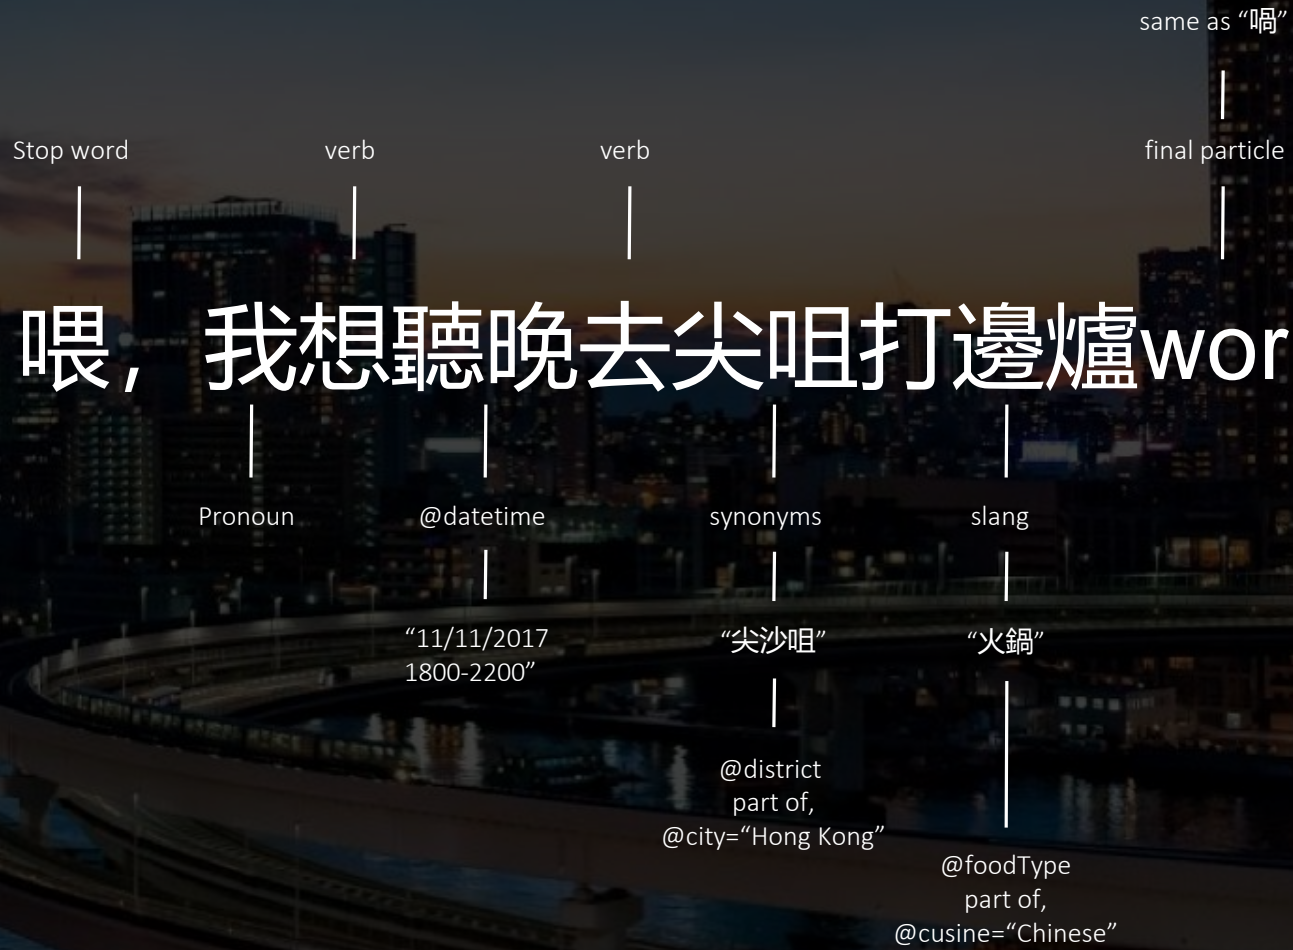 same as “喎”
Stop word
verb
verb
final particle
喂，我想聽晚去尖咀打邊爐wor
Pronoun
@datetime
synonyms
slang
“11/11/2017
1800-2200”
“尖沙咀”
“火鍋”
@district
part of,
@city=“Hong Kong”
@foodType
part of,
@cusine=“Chinese”